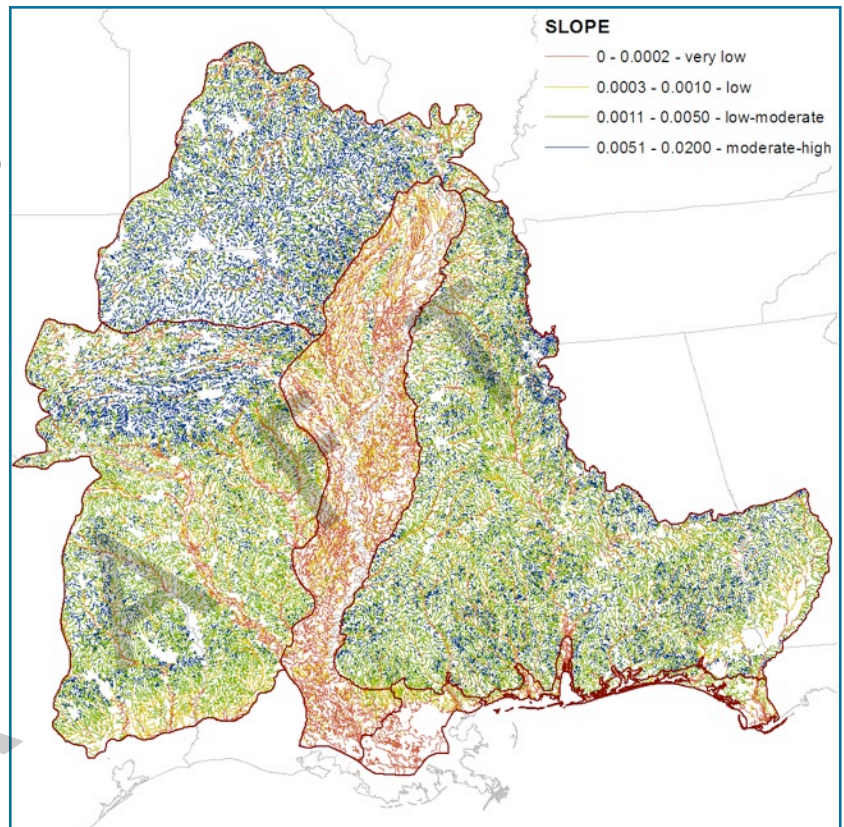 SLOPE
0 - 0.0002 - very low
0.0003 - 0.0010 - low
0.0011 - 0.0050 - low-moderate
0.0051 - 0.0200 - moderate-high
A F T